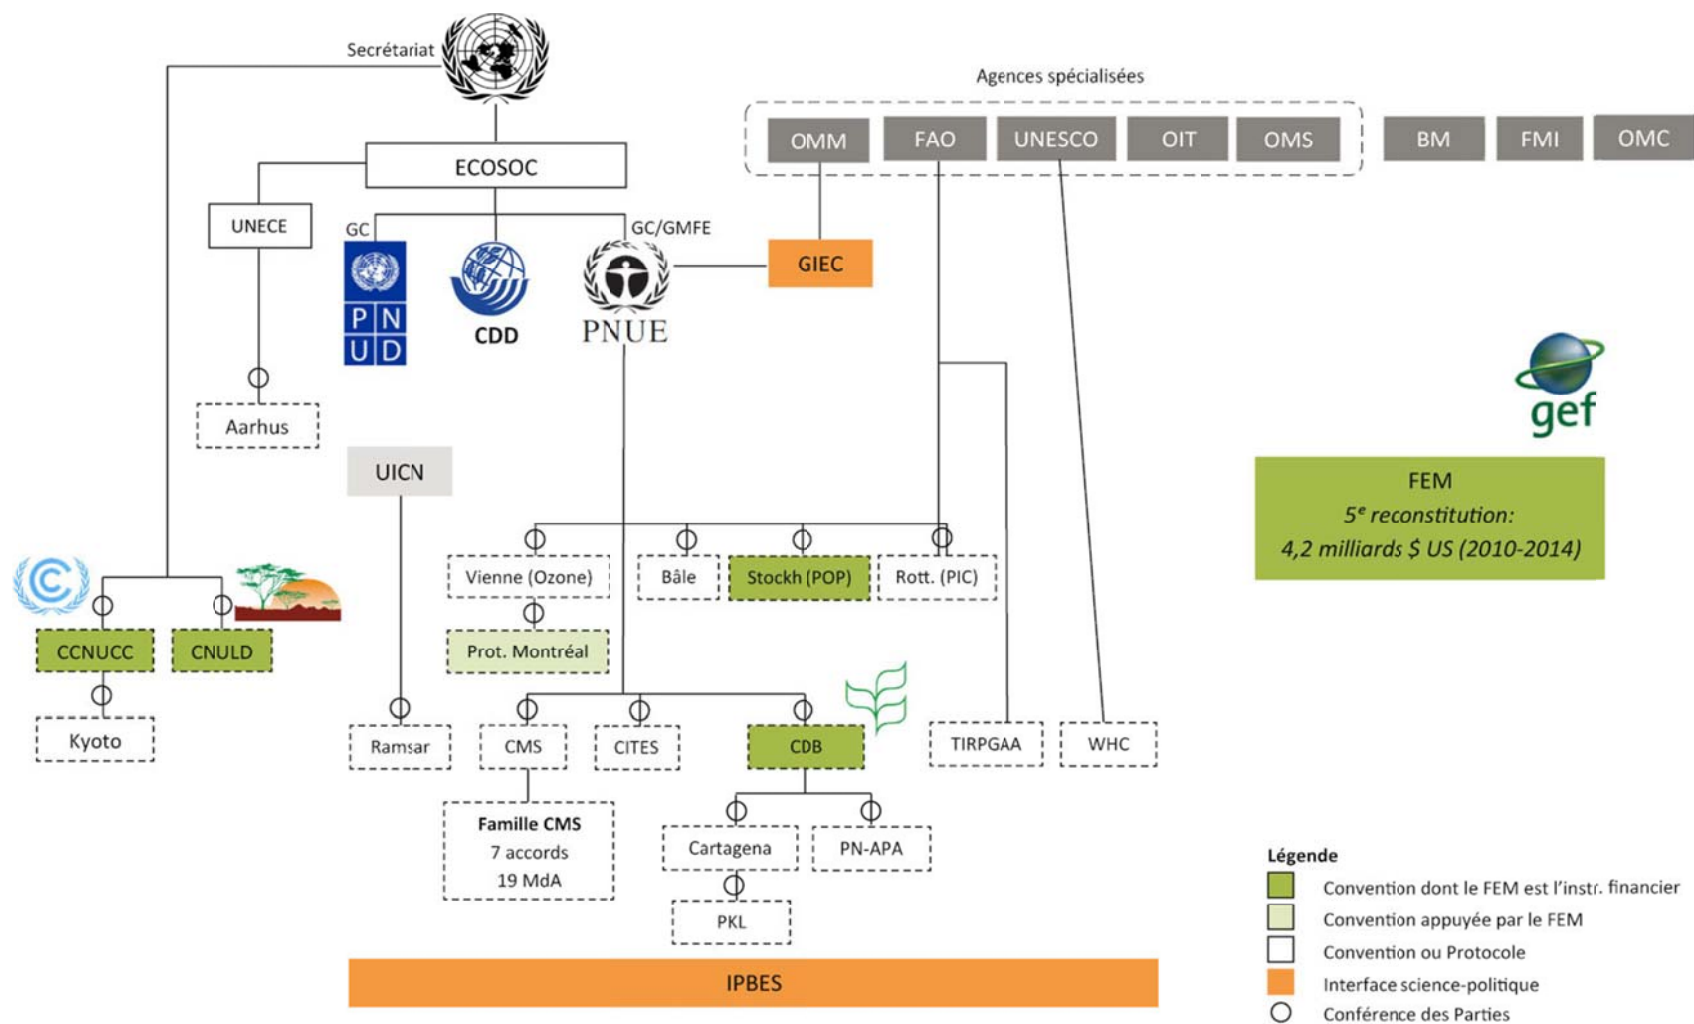 Secrétariat
Agences spécialisées
OMM
FAO
UNESCO
OIT
OMS
BM
FMI
OMC
ECOSOC
UNECE
GC
GC/GMFE
GIEC
P N
U D
CDD
PNUE
gef
Aarhus
UICN
FEM
5e reconstitution:
4,2 milliards $ US (2010-2014)
Vienne (Ozone)
Bâle
Stockh (POP)
Rott. (PIC)
CCNUCC
CNULD
Prot. Montréal
Kyoto
Ramsar
CMS
CITES
CDB
TIRPGAA
WHC
Famille CMS
7 accords
19 MdA
Cartagena
PN-APA
PKL
IPBES
Légende
Convention dont le FEM est l'instr. financier
Convention appuyée par le FEM
Convention ou Protocole
Interface science-politique
Conférence des Parties